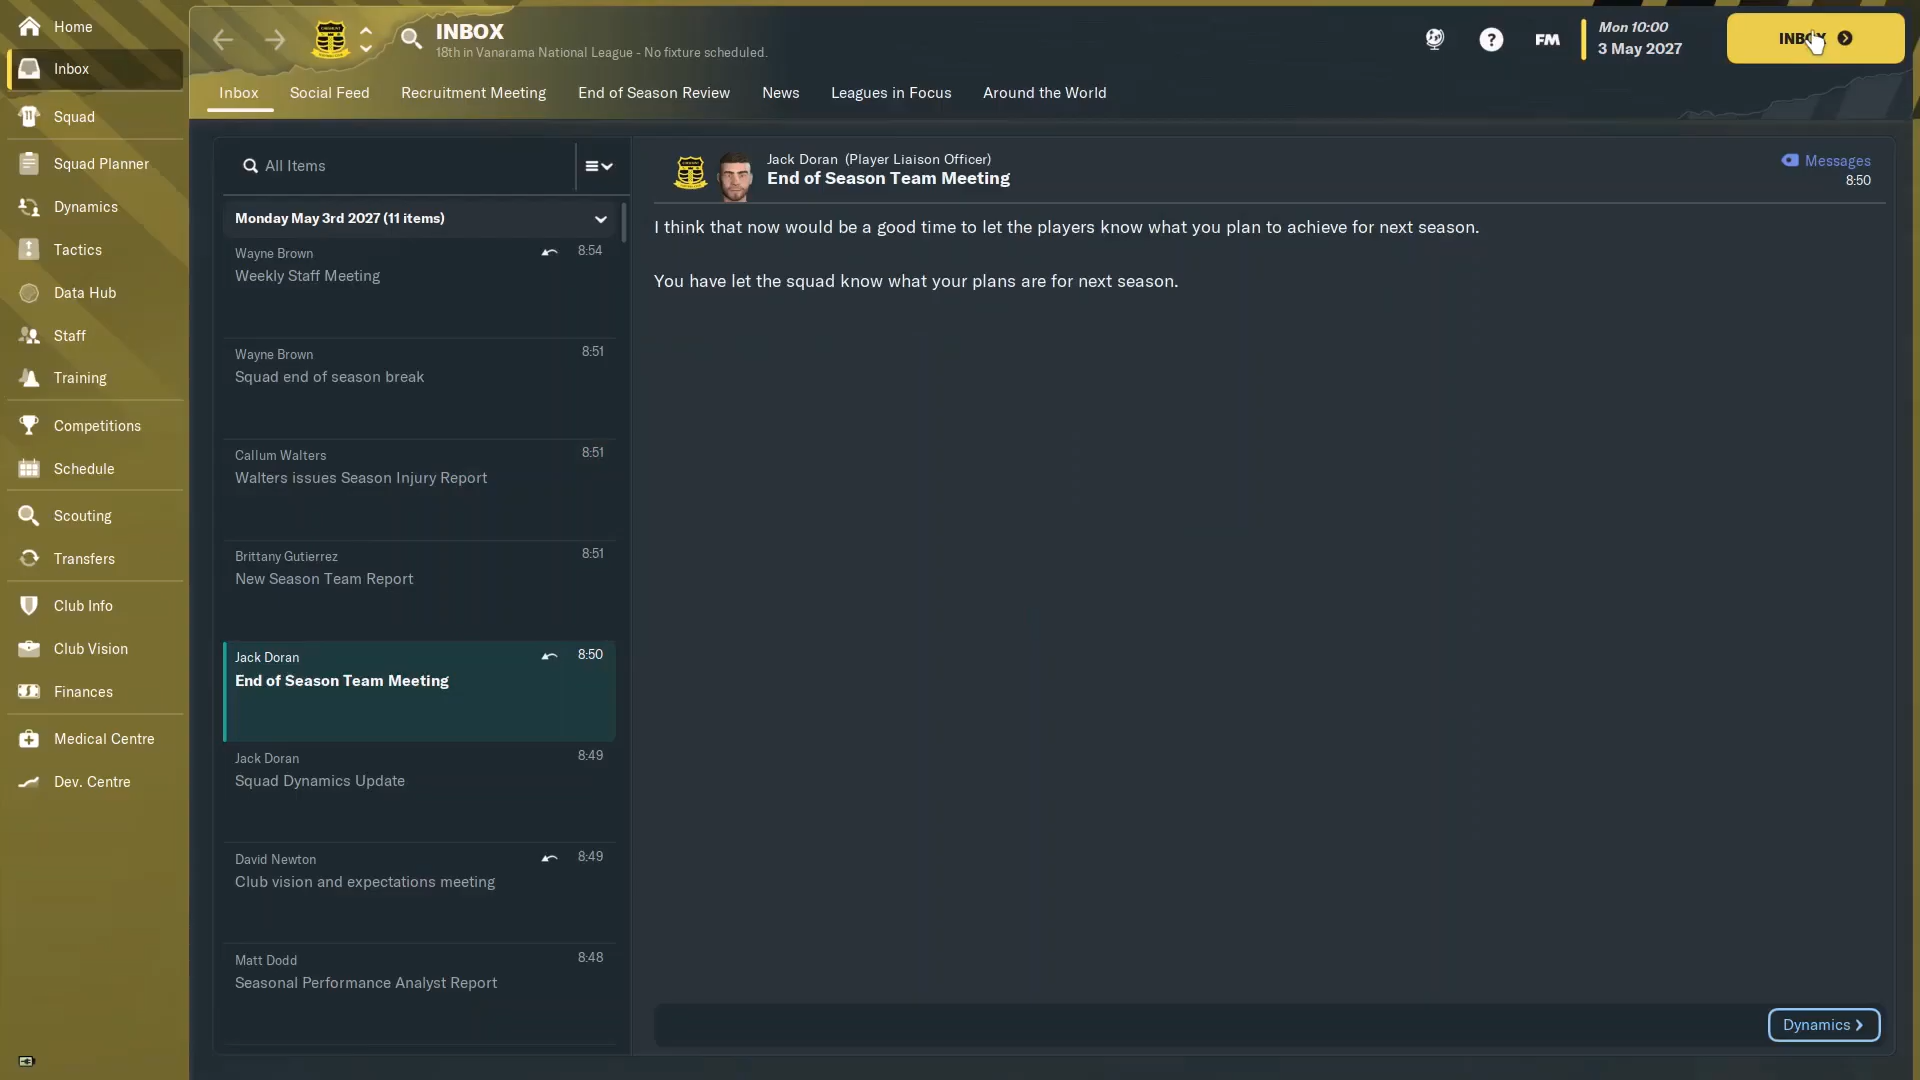 Home
Inbox
Squad
Squad Planner
Dynamics
Tactics
Data Hub
Staff
Training
Competitions
Schedule
Scouting
Transfers
Club Info
Club Vision
Finances
Medical Centre
Dev. Centre
INBOX
18th in Vanarama National League - No fixture scheduled.
FM
Mon 10:00
3 May 2027
INBOX
Inbox
Social Feed
Recruitment Meeting
End of Season Review
News
Leagues in Focus
Around the World
All Items
Monday May 3rd 2027 (11 items)
Wayne Brown 8:54
Weekly Staff Meeting
Wayne Brown 8:51
Squad end of season break
Callum Walters 8:51
Walters issues Season Injury Report
Brittany Gutierrez 8:51
New Season Team Report
Jack Doran 8:50
End of Season Team Meeting
Jack Doran 8:49
Squad Dynamics Update
David Newton 8:49
Club vision and expectations meeting
Matt Dodd 8:48
Seasonal Performance Analyst Report
Jack Doran (Player Liaison Officer)
End of Season Team Meeting
Messages
8:50
I think that now would be a good time to let the players know what you plan to achieve for next season.
You have let the squad know what your plans are for next season.
Dynamics